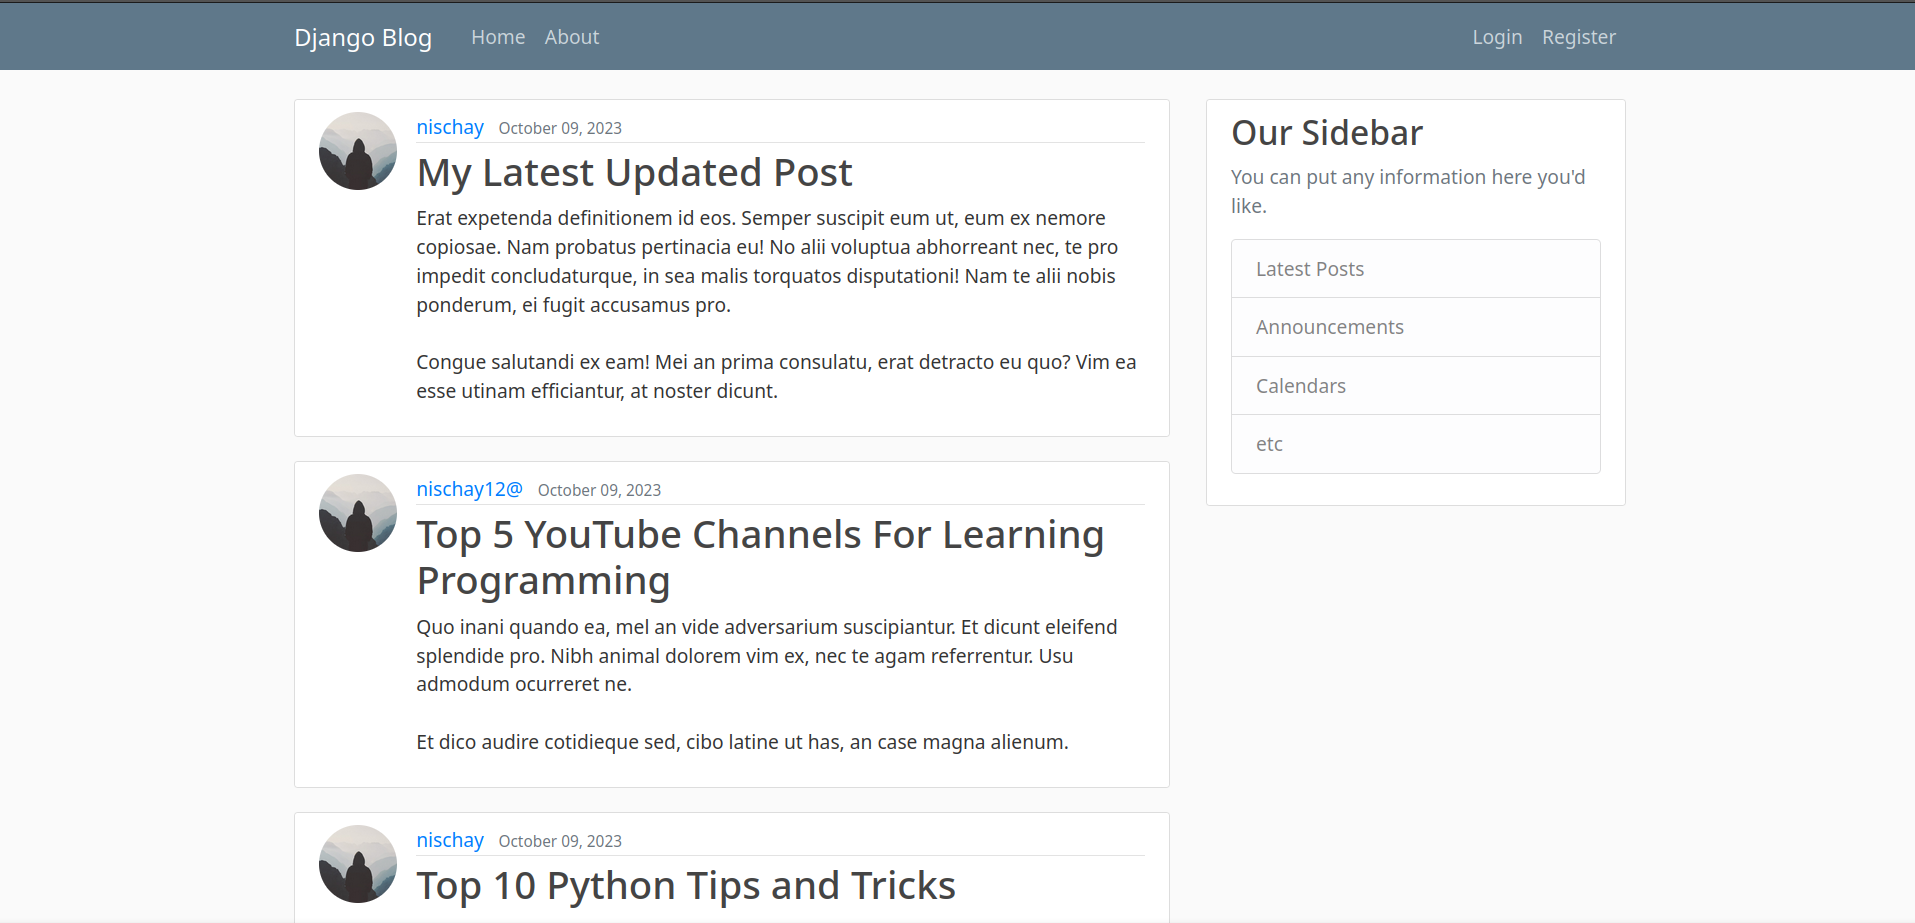 Django Blog Home About Login Register
nischay October 09, 2023
My Latest Updated Post
Erat expetenda definitionem id eos. Semper suscipit eum ut, eum ex nemore
copiosae. Nam probatus pertinacia eu! No alii voluptua abhorreant nec, te pro
impedit concludaturque, in sea malis torquatos disputationi! Nam te alii nobis
ponderum, ei fugit accusamus pro.
Congue salutandi ex eam! Mei an prima consulatu, erat detracto eu quo? Vim ea
esse utinam efficiantur, at noster dicunt.
nischay12@ October 09, 2023
Top 5 YouTube Channels For Learning
Programming
Quo inani quando ea, mel an vide adversarium suscipiantur. Et dicunt eleifend
splendide pro. Nibh animal dolorem vim ex, nec te agam referrentur. Usu
admodum ocurreret ne.
Et dico audire cotidieque sed, cibo latine ut has, an case magna alienum.
nischay October 09, 2023
Top 10 Python Tips and Tricks
Our Sidebar
You can put any information here you'd
like.
Latest Posts
Announcements
Calendars
etc